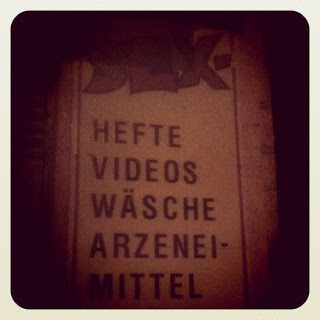 SEX-
HEFTE
VIDEOS
WÄSCHE
ARZENEI-
MITTEL